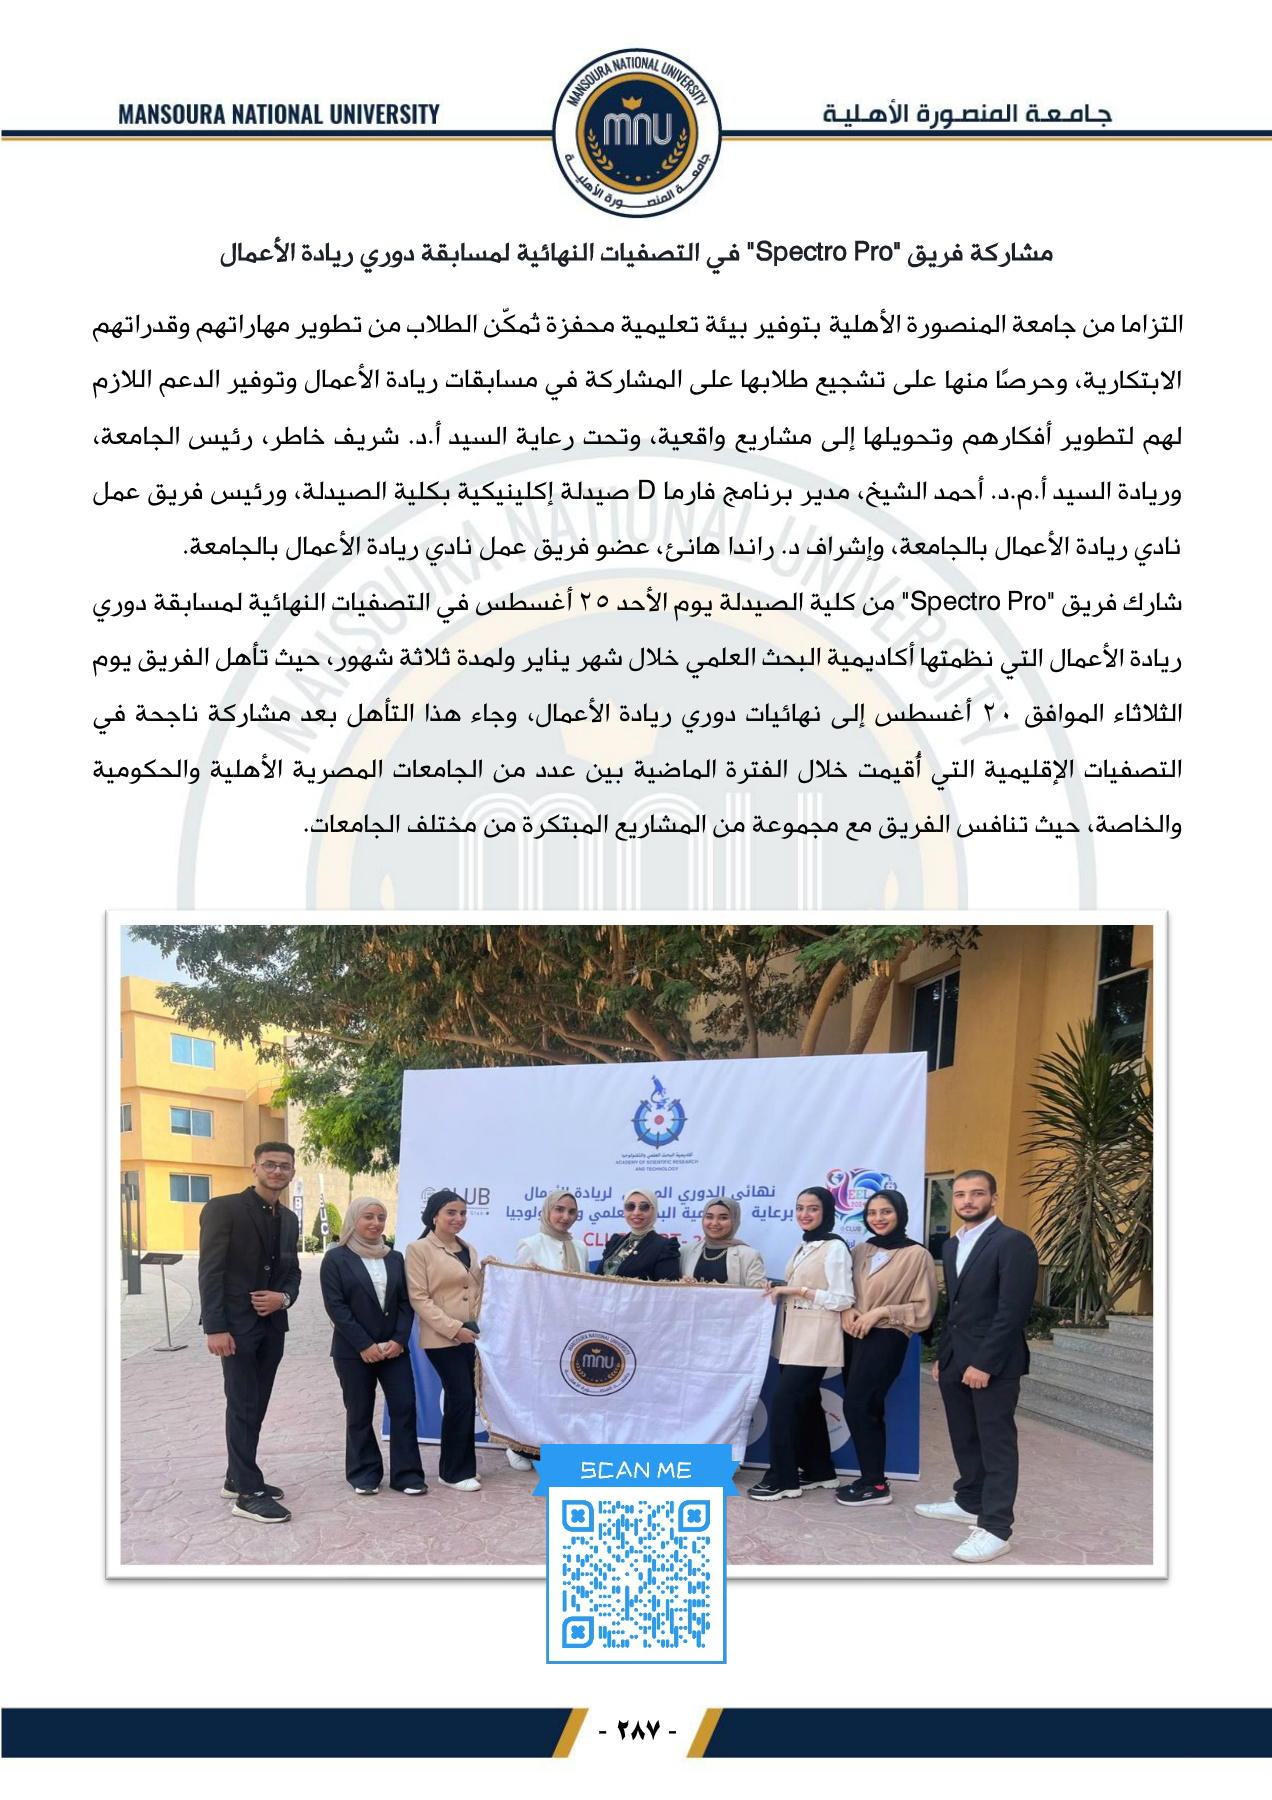 MANSOURA NATIONAL UNIVERSITY
جامعة المنصورة الأهلية
MANSOURA NATIONAL UNIVERSITY
mnu
جامعة المنصورة الأهلية
مشاركة فريق "Spectro Pro" في التصفيات النهائية لمسابقة دوري ريادة الأعمال
التزاما من جامعة المنصورة الأهلية بتوفير بيئة تعليمية محفزة تُمكّن الطلاب من تطوير مهاراتهم وقدراتهم
الابتكارية، وحرصًا منها على تشجيع طلابها على المشاركة في مسابقات ريادة الأعمال وتوفير الدعم اللازم
لهم لتطوير أفكارهم وتحويلها إلى مشاريع واقعية، وتحت رعاية السيد أ.د. شريف خاطر، رئيس الجامعة،
وريادة السيد أ.م.د. أحمد الشيخ، مدير برنامج فارما D صيدلة إكلينيكية بكلية الصيدلة، ورئيس فريق عمل
نادي ريادة الأعمال بالجامعة، وإشراف د. راندا هانئ، عضو فريق عمل نادي ريادة الأعمال بالجامعة.
شارك فريق "Spectro Pro" من كلية الصيدلة يوم الأحد ٢٥ أغسطس في التصفيات النهائية لمسابقة دوري
ريادة الأعمال التي نظمتها أكاديمية البحث العلمي خلال شهر يناير ولمدة ثلاثة شهور، حيث تأهل الفريق يوم
الثلاثاء الموافق ٢٠ أغسطس إلى نهائيات دوري ريادة الأعمال، وجاء هذا التأهل بعد مشاركة ناجحة في
التصفيات الإقليمية التي أُقيمت خلال الفترة الماضية بين عدد من الجامعات المصرية الأهلية والحكومية
والخاصة، حيث تنافس الفريق مع مجموعة من المشاريع المبتكرة من مختلف الجامعات.
أكاديمية البحث العلمي والتكنولوجيا
ACADEMY OF SCIENTIFIC RESEARCH
AND TECHNOLOGY
نهائي الدوري لريادة
برعاية
CLUB
CLUB
MANSOURA NATIONAL UNIVERSITY
mnu
SCAN ME
- ٢٨٧ -